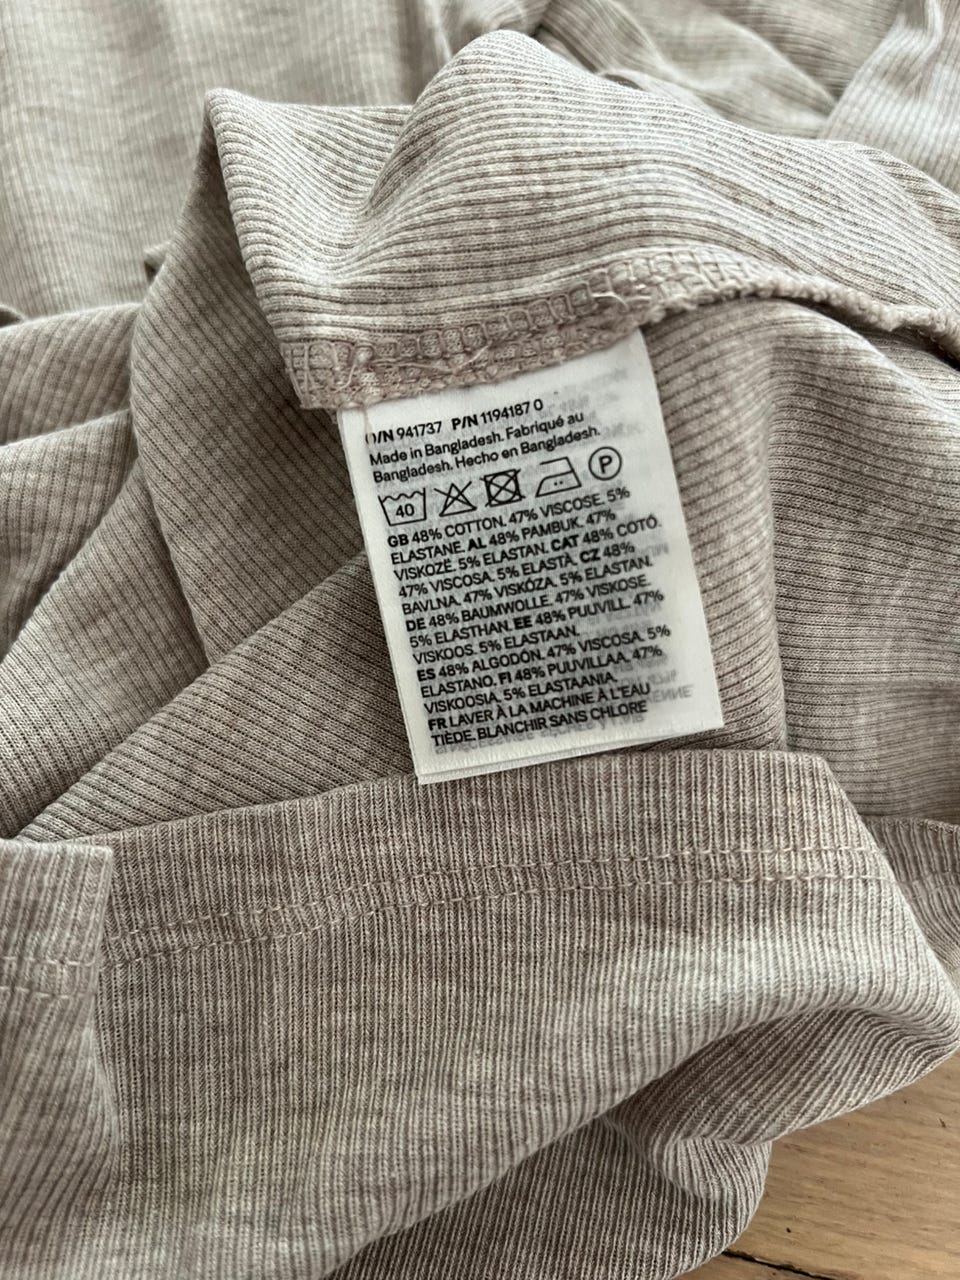 O/N 941737 P/N 1194187 0
Made in Bangladesh. Fabriqué au
Bangladesh. Hecho en Bangladesh.
40 P
GB 48% COTTON. 47% VISCOSE. 5%
ELASTANE. AL 48% PAMBUK. 47%
VISKOZË. 5% ELASTAN. CAT 48% COTÓ.
47% VISCOSA. 5% ELASTÀ. CZ 48%
BAVLNA. 47% VISKÓZA. 5% ELASTAN.
DE 48% BAUMWOLLE. 47% VISKOSE.
5% ELASTHAN. EE 48% PUUVILL. 47%
VISKOOS. 5% ELASTAAN.
ES 48% ALGODÓN. 47% VISCOSA. 5%
ELASTANO. FI 48% PUUVILLAA. 47%
VISKOOSIA. 5% ELASTAANIA.
FR LAVER À LA MACHINE À L'EAU
TIÈDE. BLANCHIR SANS CHLORE